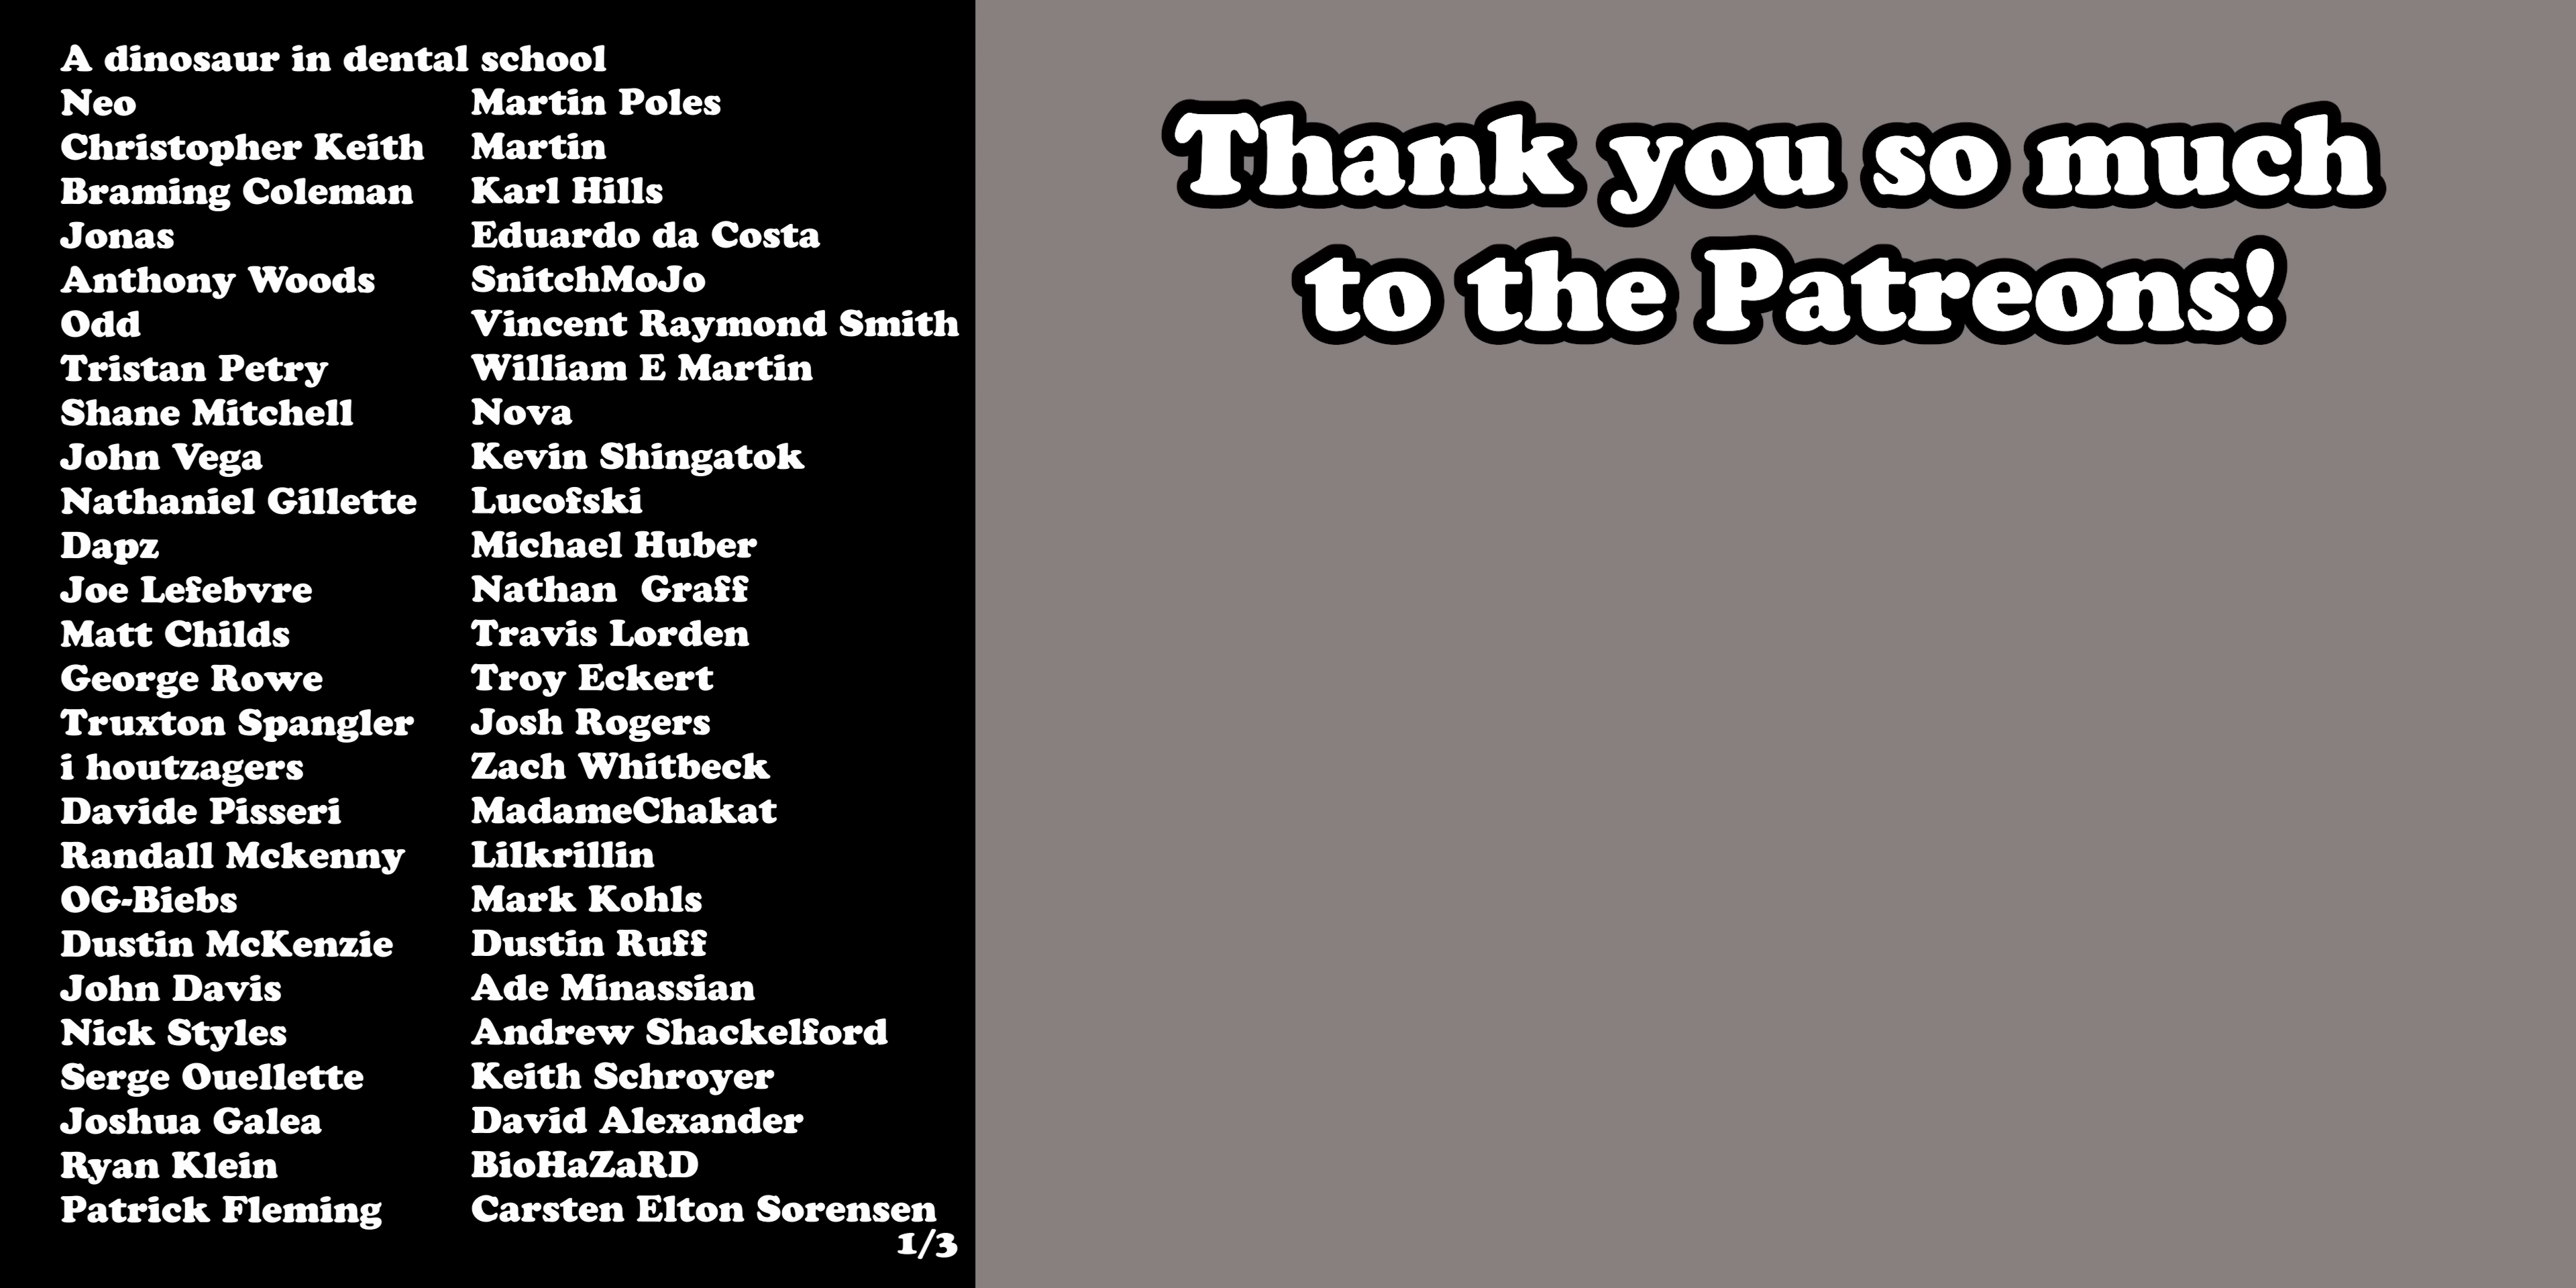 A dinosaur in dental school
Neo
Christopher Keith
Braming Coleman
Jonas
Anthony Woods
Odd
Tristan Petry
Shane Mitchell
John Vega
Nathaniel Gillette
Dapz
Joe Lefebvre
Matt Childs
George Rowe
Truxton Spangler
i houtzagers
Davide Pisseri
Randall Mckenny
OG-Biebs
Dustin McKenzie
John Davis
Nick Styles
Serge Ouellette
Joshua Galea
Ryan Klein
Patrick Fleming
Martin Poles
Martin
Karl Hills
Eduardo da Costa
SnitchMoJo
Vincent Raymond Smith
William E Martin
Nova
Kevin Shingatok
Lucofski
Michael Huber
Nathan  Graff
Travis Lorden
Troy Eckert
Josh Rogers
Zach Whitbeck
MadameChakat
Lilkrillin
Mark Kohls
Dustin Ruff
Ade Minassian
Andrew Shackelford
Keith Schroyer
David Alexander
BioHaZaRD
Carsten Elton Sorensen
1/3
Thank you so much
to the Patreons!